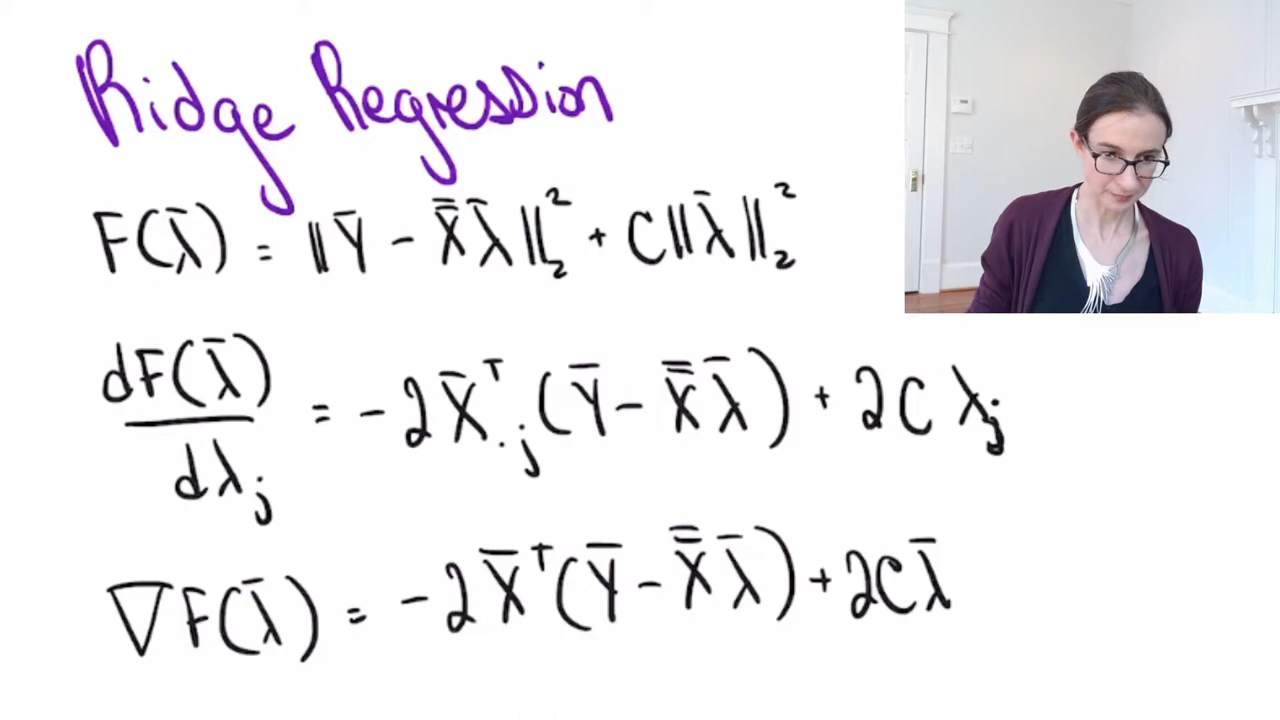 Ridge Regression
F(λ̄) = ||Ȳ - X̿λ̄||₂² + C||λ̄||₂²
dF(λ̄)/dλⱼ = -2X̄ᵀ.ⱼ(Ȳ - X̿λ̄) + 2Cλⱼ
∇F(λ̄) = -2X̄ᵀ(Ȳ - X̿λ̄) + 2Cλ̄